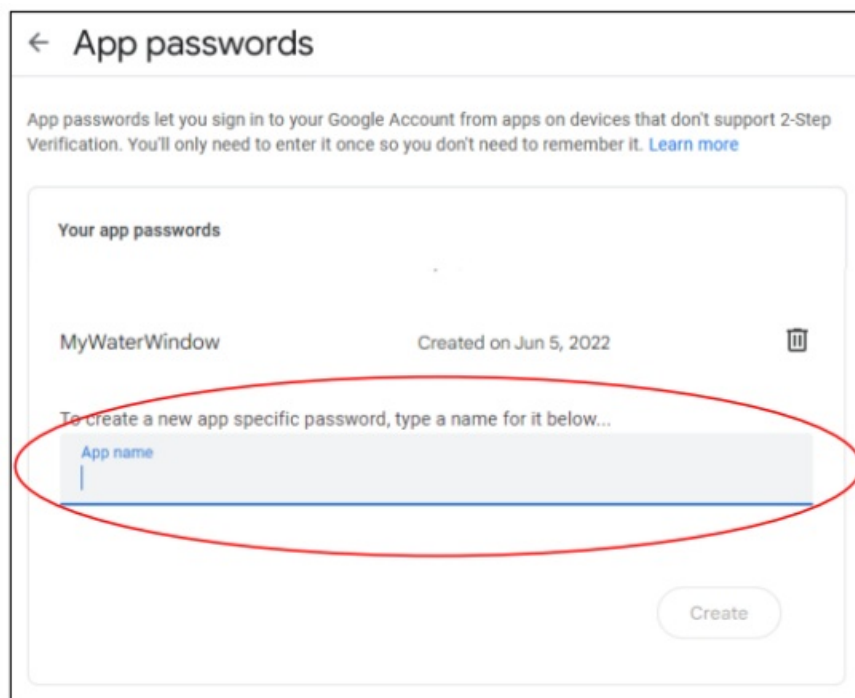 App passwords
App passwords let you sign in to your Google Account from apps on devices that don't support 2-Step
Verification. You'll only need to enter it once so you don't need to remember it. Learn more
Your app passwords
MyWaterWindow Created on Jun 5, 2022
To create a new app specific password, type a name for it below...
App name
Create